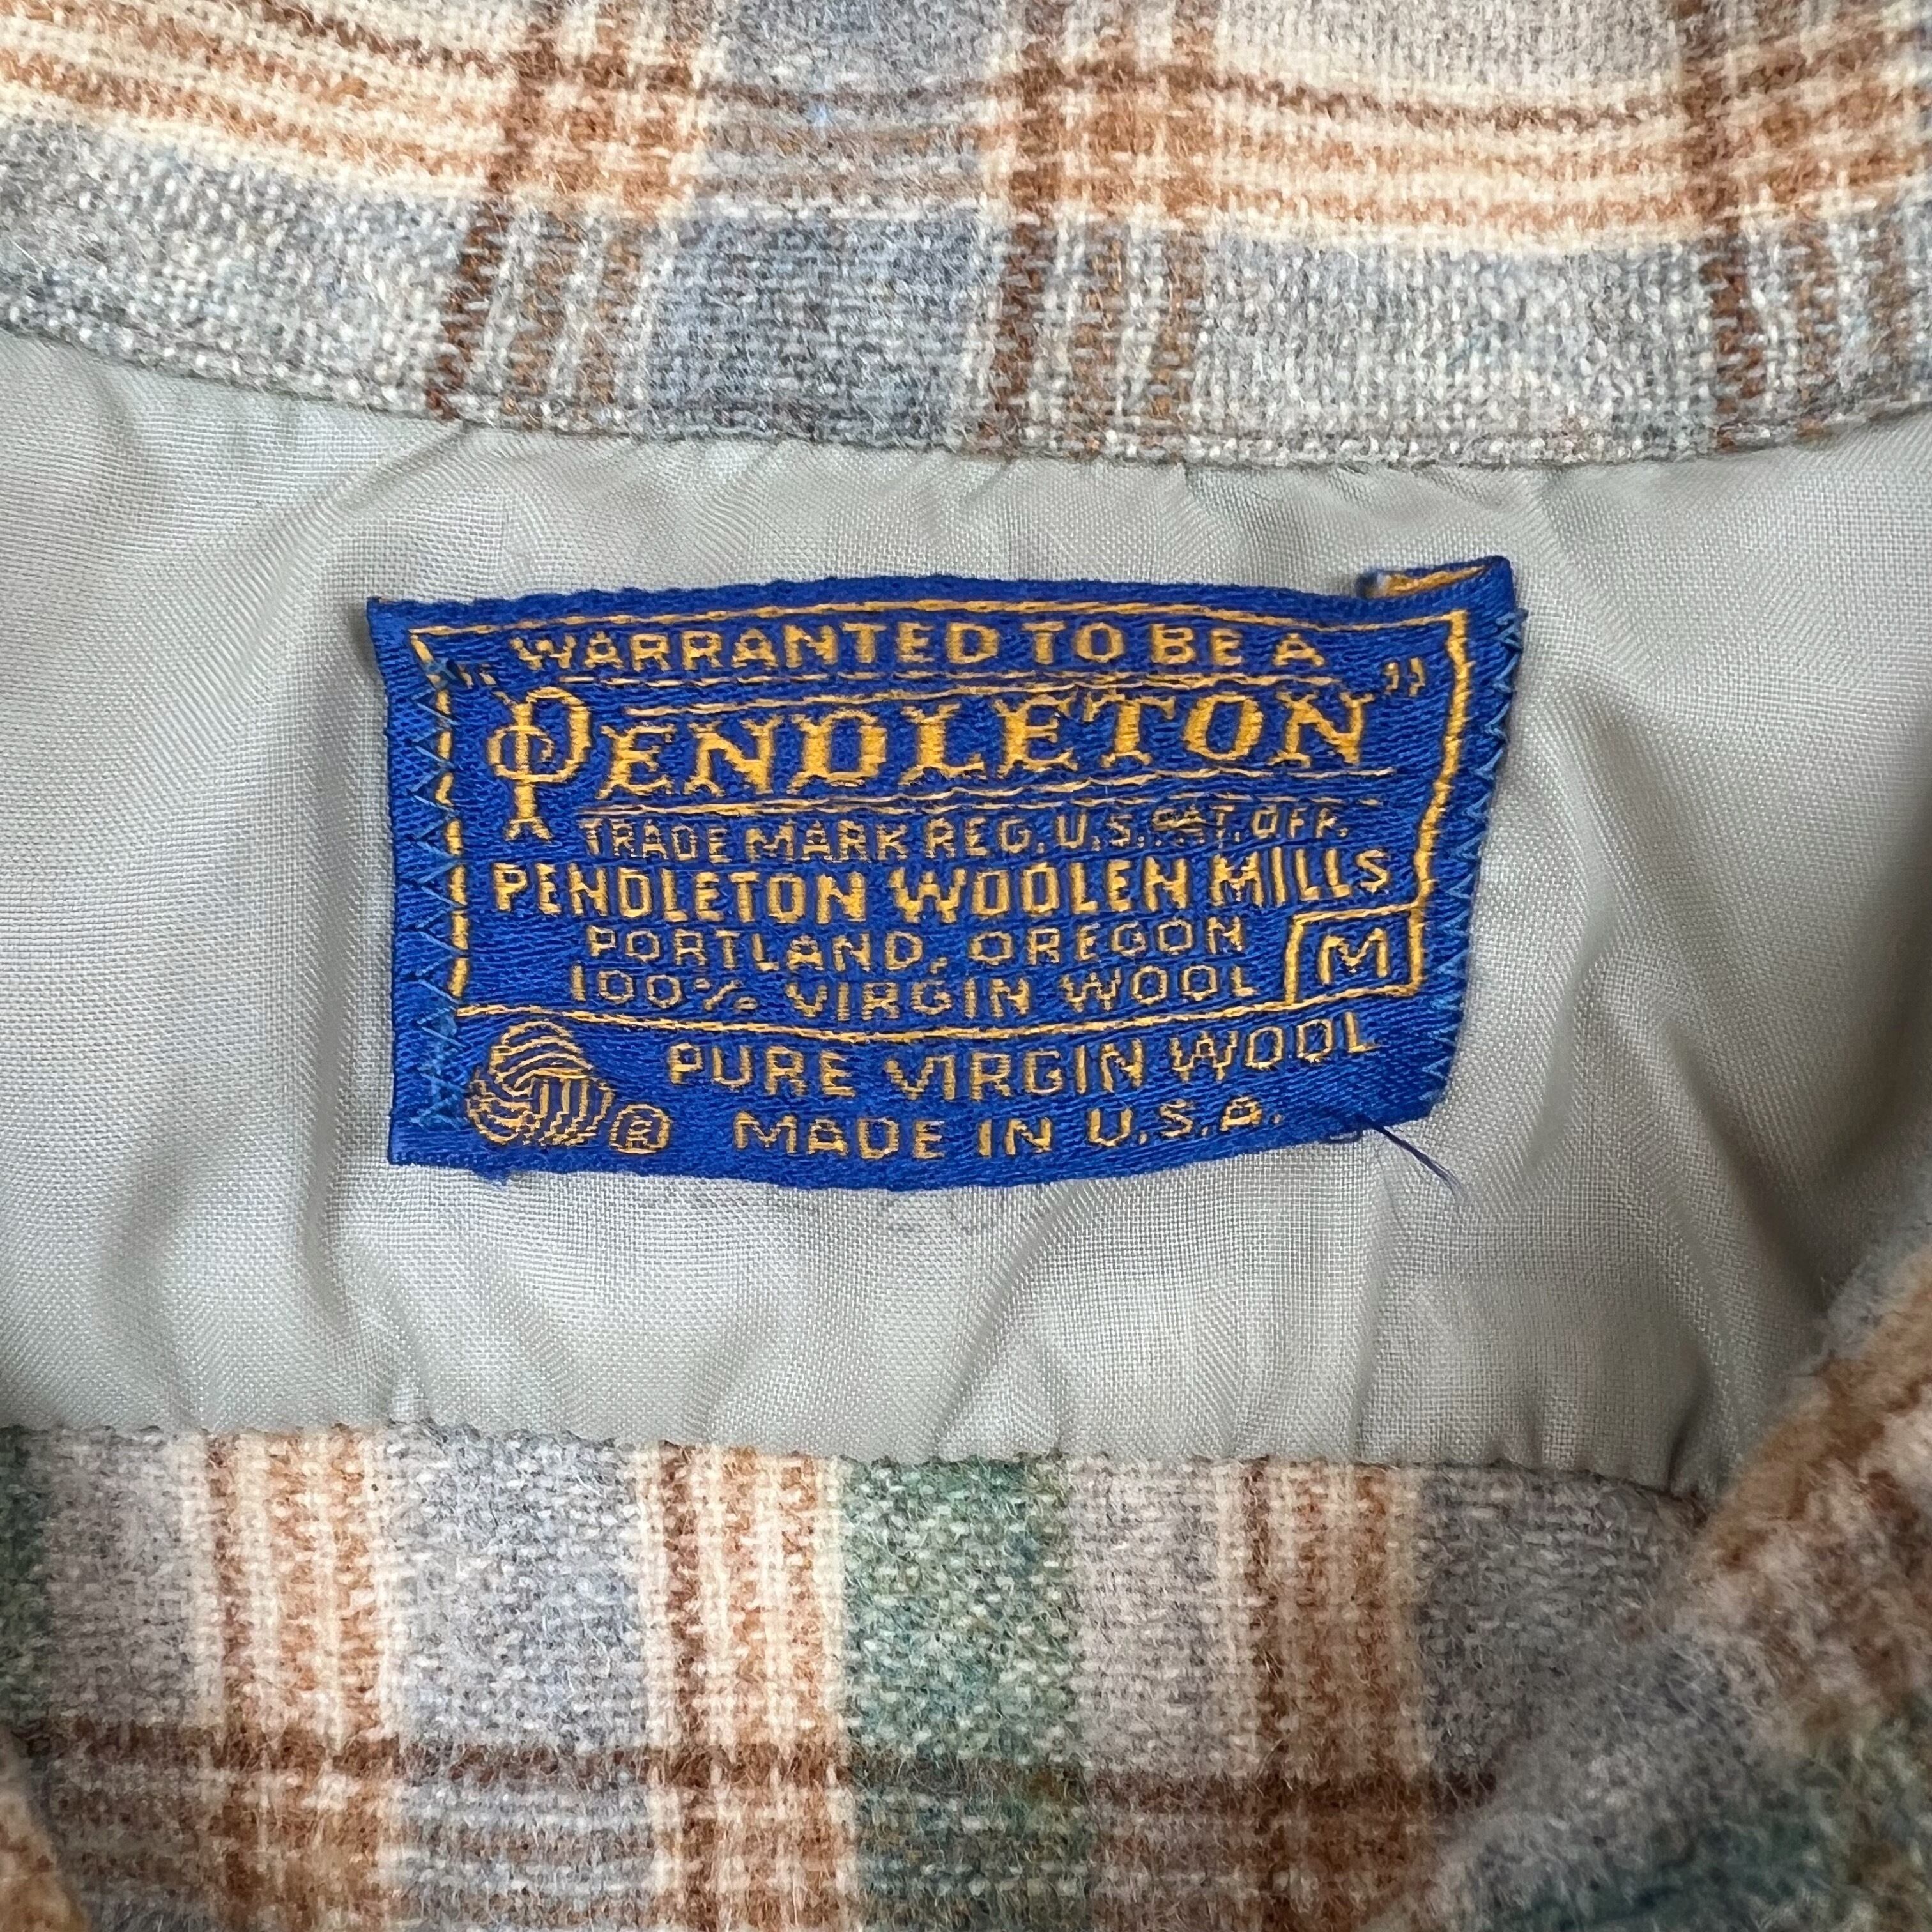 WARRANTED TO BE A
"PENDLETON"
TRADE MARK REG. U.S. PAT. OFF.
PENDLETON WOOLEN MILLS
PORTLAND, OREGON
100% VIRGIN WOOL
M
PURE VIRGIN WOOL
® MADE IN U.S.A.